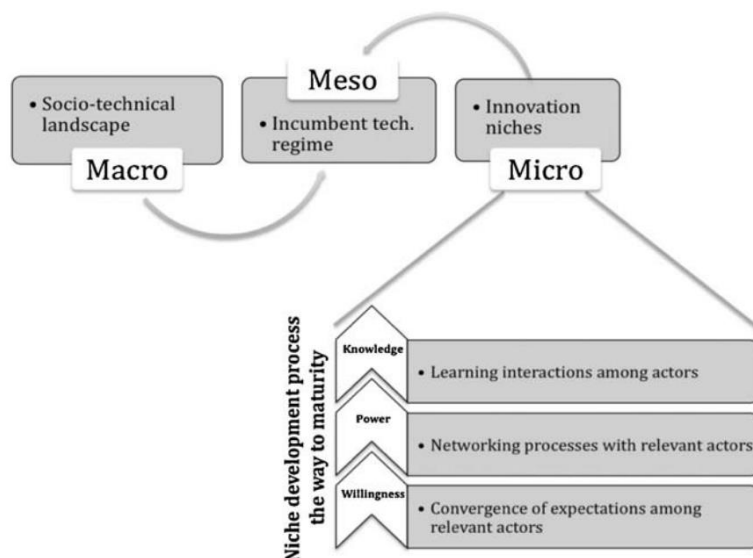 • Socio-technical
landscape
Macro
Meso
• Incumbent tech.
regime
• Innovation
niches
Micro
Niche development process
the way to maturity
Knowledge
• Learning interactions among actors
Power
• Networking processes with relevant actors
Willingness
• Convergence of expectations among
relevant actors